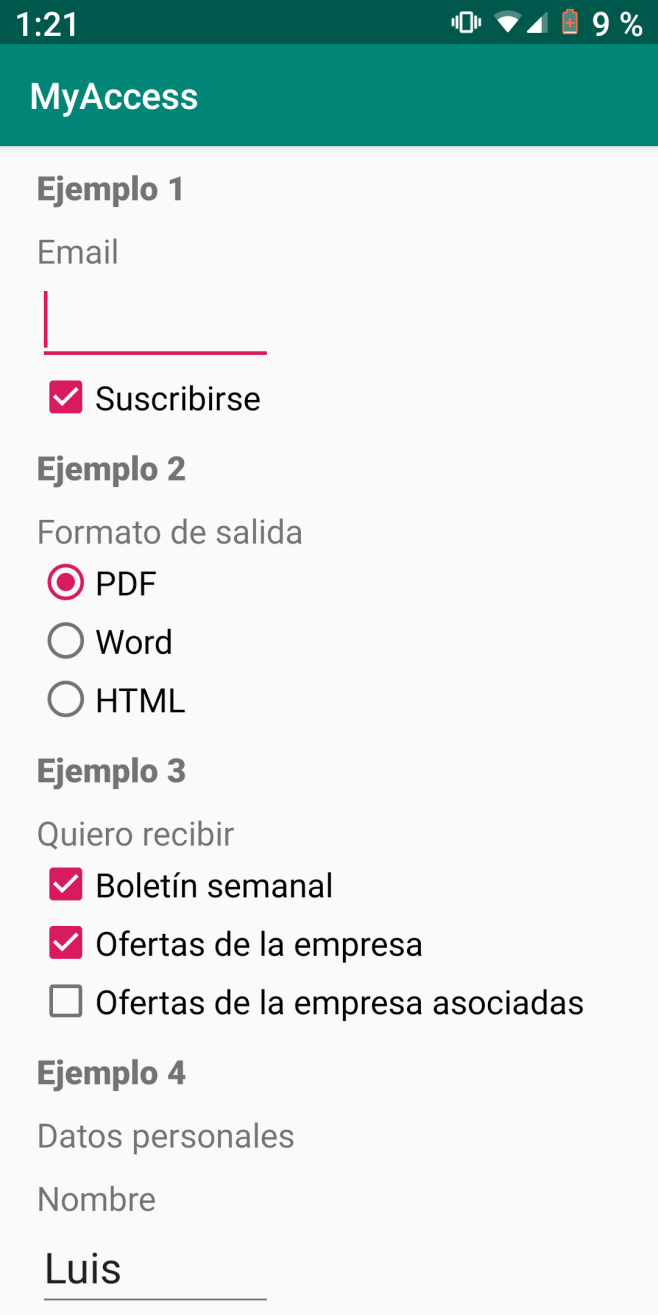 1:21 9 %
MyAccess
Ejemplo 1
Email
Suscribirse
Ejemplo 2
Formato de salida
PDF
Word
HTML
Ejemplo 3
Quiero recibir
Boletín semanal
Ofertas de la empresa
Ofertas de la empresa asociadas
Ejemplo 4
Datos personales
Nombre
Luis